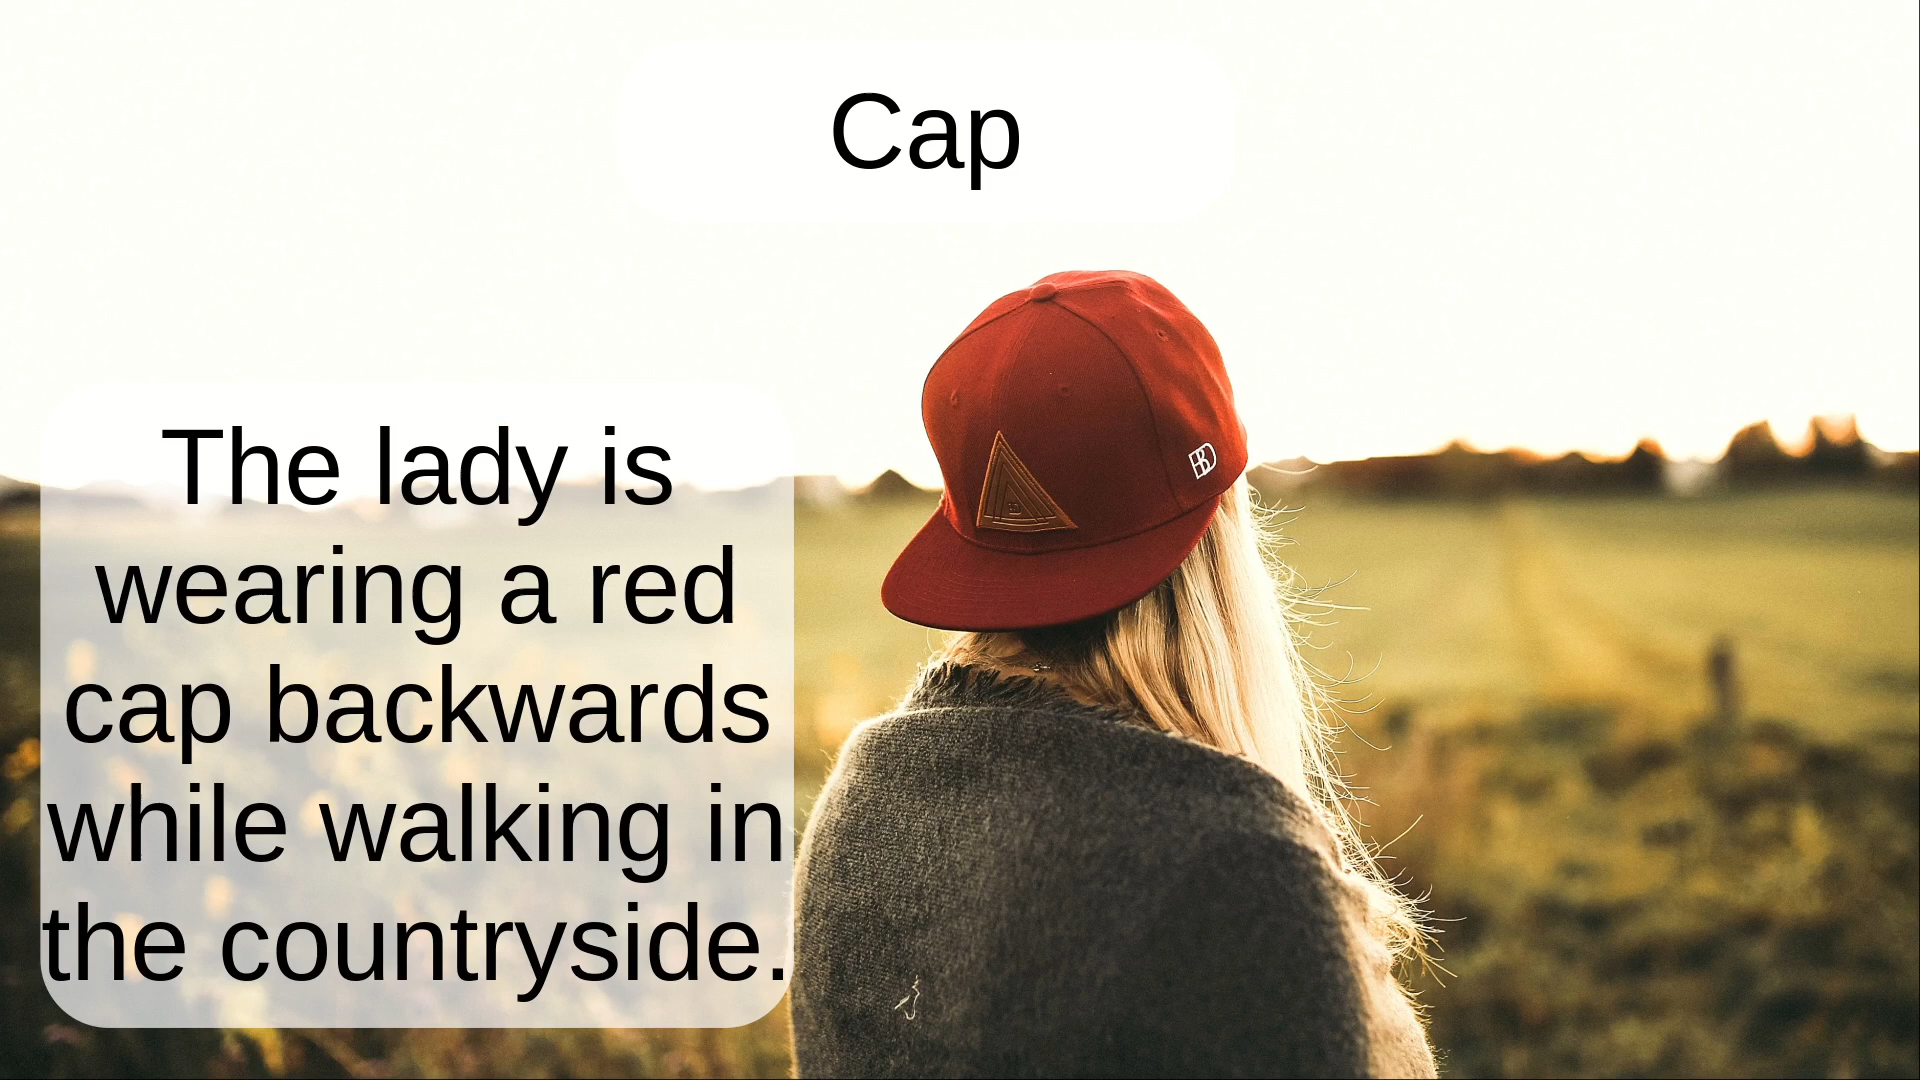 Cap
The lady is
wearing a red
cap backwards
while walking in
the countryside.